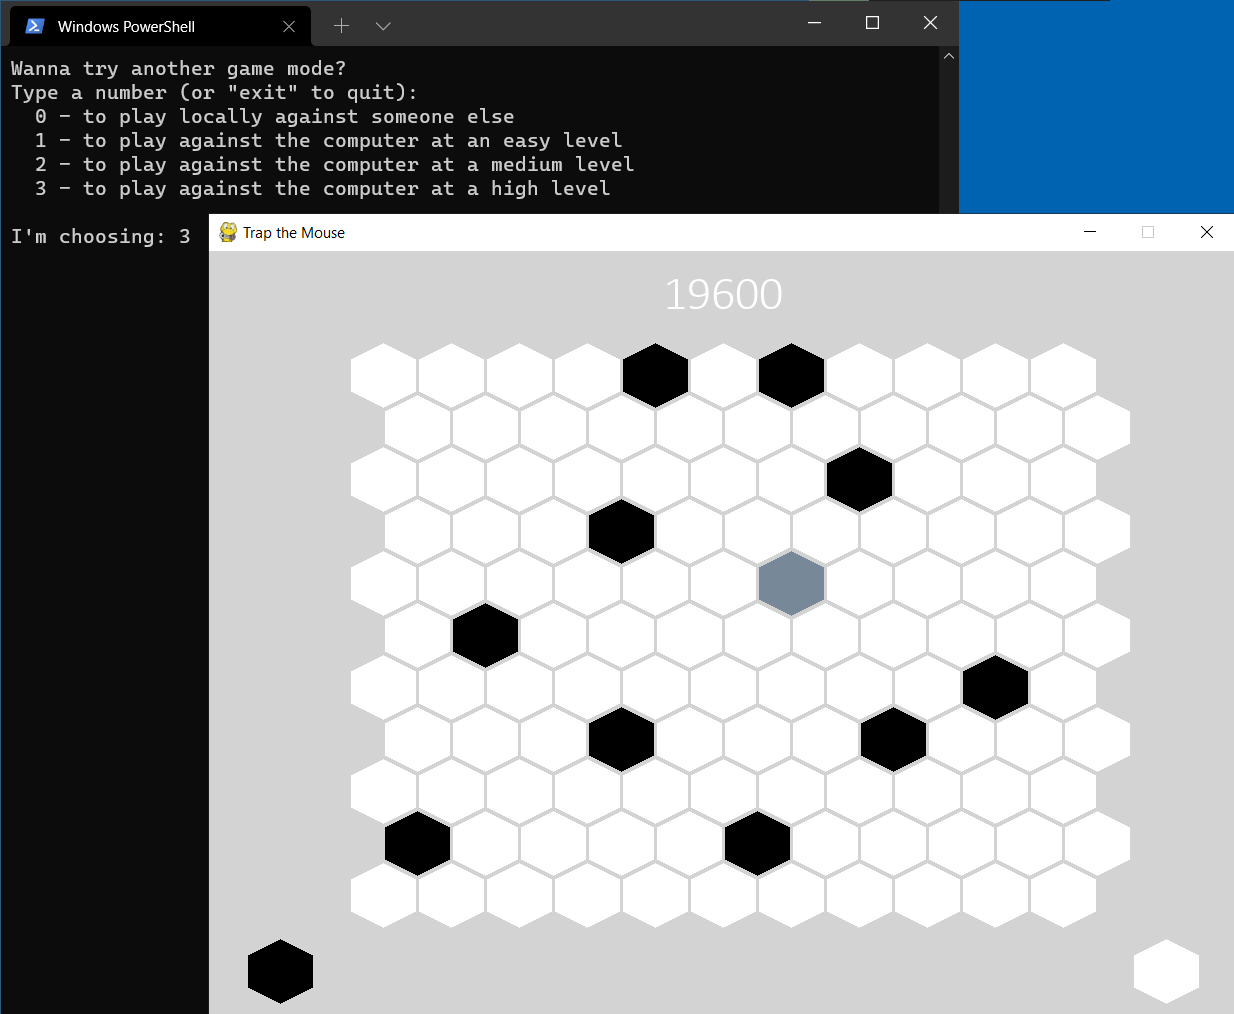 Windows PowerShell
Wanna try another game mode?
Type a number (or "exit" to quit):
0 - to play locally against someone else
1 - to play against the computer at an easy level
2 - to play against the computer at a medium level
3 - to play against the computer at a high level
I'm choosing: 3
Trap the Mouse
19600